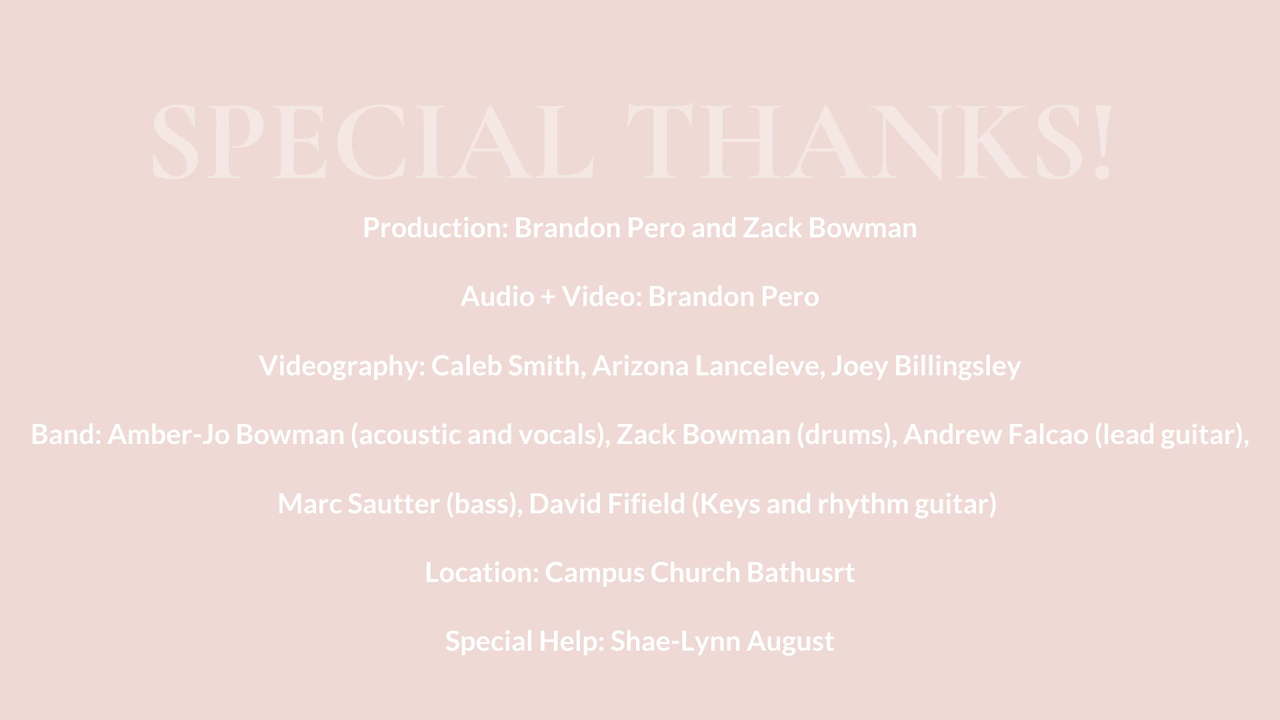 SPECIAL THANKS!
Production: Brandon Pero and Zack Bowman
Audio + Video: Brandon Pero
Videography: Caleb Smith, Arizona Lanceleve, Joey Billingsley
Band: Amber-Jo Bowman (acoustic and vocals), Zack Bowman (drums), Andrew Falcao (lead guitar),
Marc Sautter (bass), David Fifield (Keys and rhythm guitar)
Location: Campus Church Bathusrt
Special Help: Shae-Lynn August